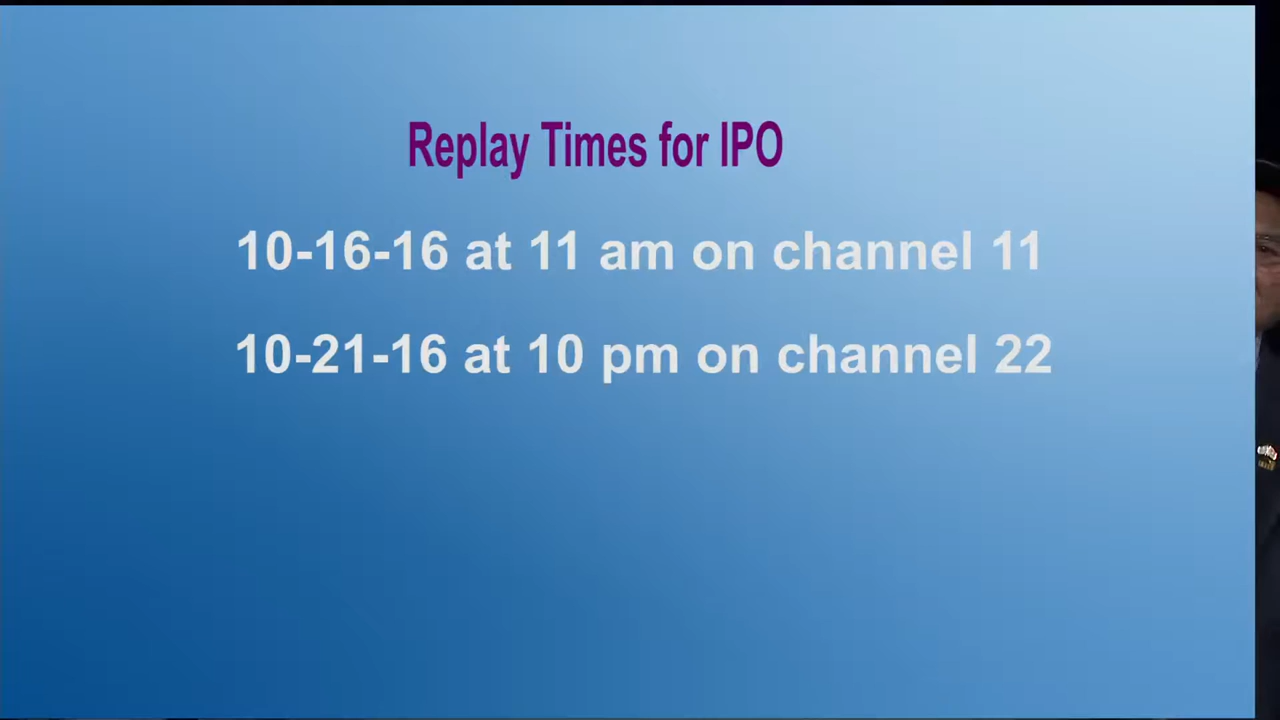 Replay Times for IPO
10-16-16 at 11 am on channel 11
10-21-16 at 10 pm on channel 22